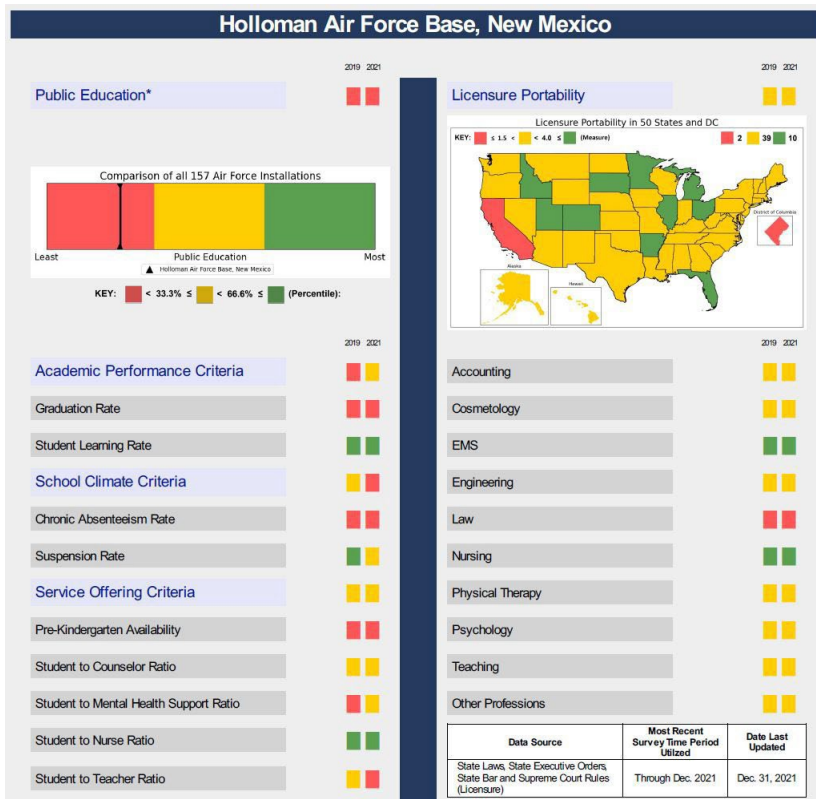 Holloman Air Force Base, New Mexico
2019 2021
Public Education*
Comparison of all 157 Air Force Installations
Least Public Education Most
▲ Holloman Air Force Base, New Mexico
KEY: < 33.3% ≤ < 66.6% ≤ (Percentile):
2019 2021
Academic Performance Criteria
Graduation Rate
Student Learning Rate
School Climate Criteria
Chronic Absenteeism Rate
Suspension Rate
Service Offering Criteria
Pre-Kindergarten Availability
Student to Counselor Ratio
Student to Mental Health Support Ratio
Student to Nurse Ratio
Student to Teacher Ratio
2019 2021
Licensure Portability
Licensure Portability in 50 States and DC
KEY: ≤ 1.5 < < 4.0 ≤ (Measure) 2 39 10
District of Columbia
Alaska
Hawaii
2019 2021
Accounting
Cosmetology
EMS
Engineering
Law
Nursing
Physical Therapy
Psychology
Teaching
Other Professions
Data Source
Most Recent
Survey Time Period
Utilzed
Date Last
Updated
State Laws, State Executive Orders,
State Bar and Supreme Court Rules
(Licensure)
Through Dec. 2021
Dec. 31, 2021